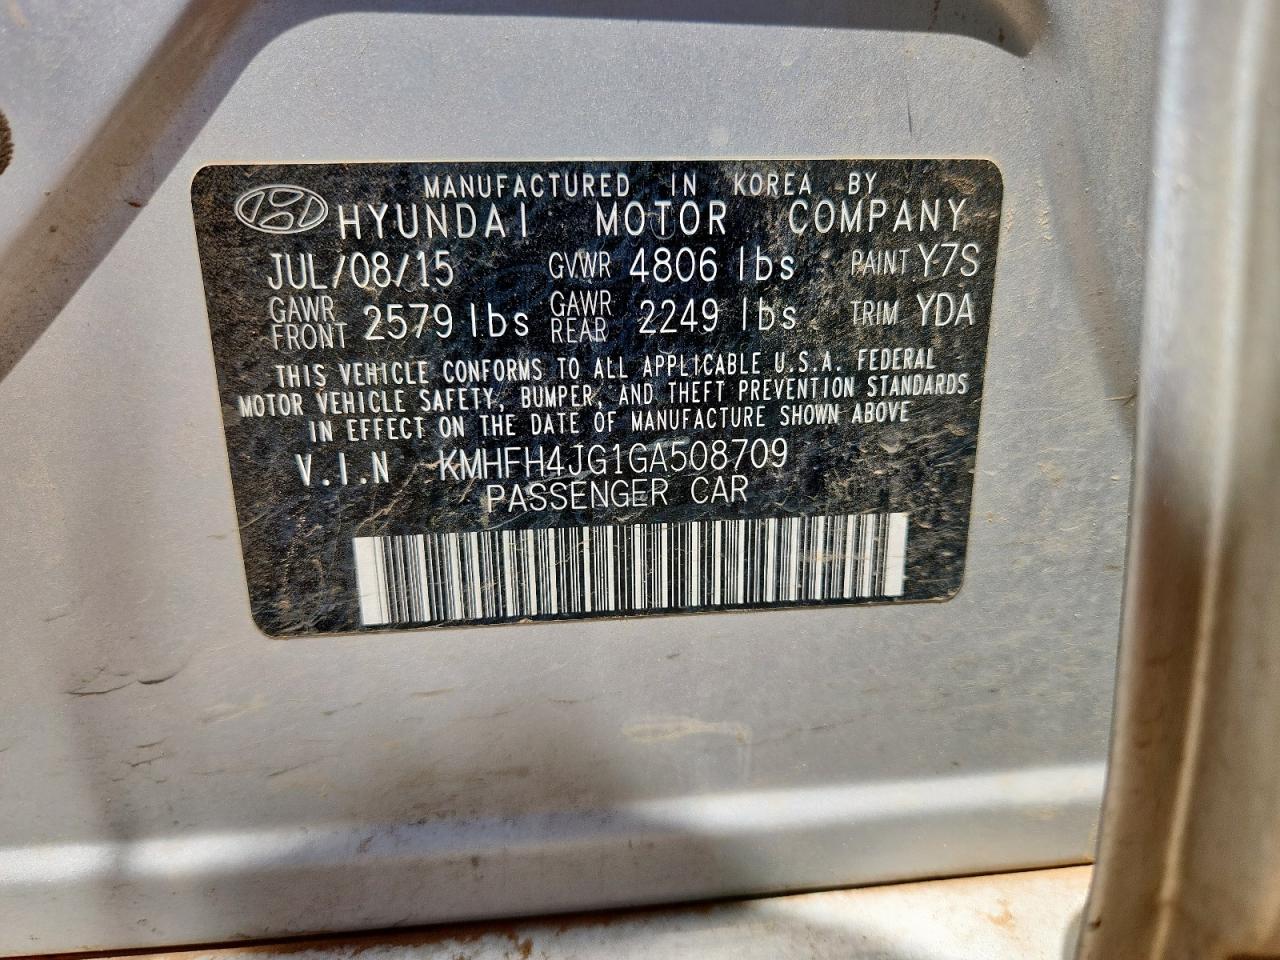 MANUFACTURED IN KOREA BY
HYUNDAI MOTOR COMPANY
JUL/08/15 GVWR 4806 lbs PAINT Y7S
GAWR FRONT 2579 lbs GAWR REAR 2249 lbs TRIM YDA
THIS VEHICLE CONFORMS TO ALL APPLICABLE U.S.A. FEDERAL
MOTOR VEHICLE SAFETY, BUMPER, AND THEFT PREVENTION STANDARDS
IN EFFECT ON THE DATE OF MANUFACTURE SHOWN ABOVE
V.I.N KMHFH4JG1GA508709
PASSENGER CAR